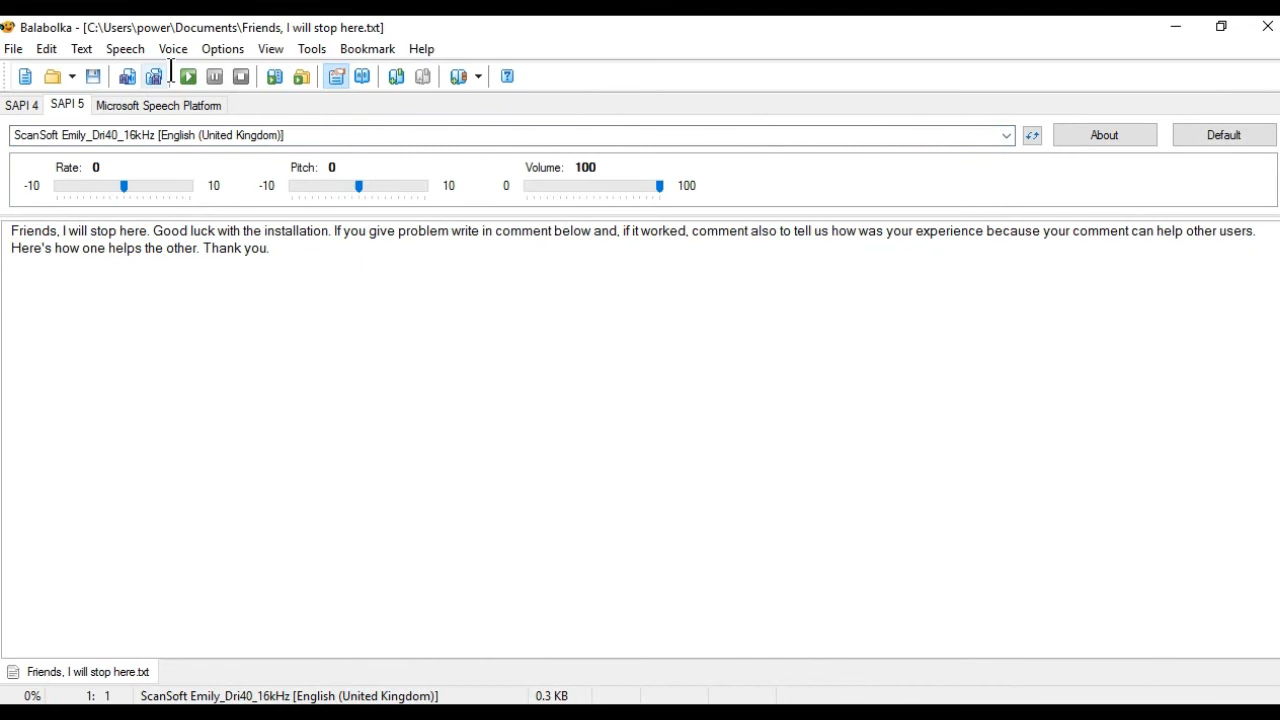 Balabolka - [C:\Users\power\Documents\Friends, I will stop here.txt]
File Edit Text Speech Voice Options View Tools Bookmark Help
SAPI 4 SAPI 5 Microsoft Speech Platform
ScanSoft Emily_Dri40_16kHz [English (United Kingdom)] About Default
Rate: 0 Pitch: 0 Volume: 100
-10 10 -10 10 0 100
Friends, I will stop here. Good luck with the installation. If you give problem write in comment below and, if it worked, comment also to tell us how was your experience because your comment can help other users.
Here's how one helps the other. Thank you.
Friends, I will stop here.txt
0% 1: 1 ScanSoft Emily_Dri40_16kHz [English (United Kingdom)] 0.3 KB